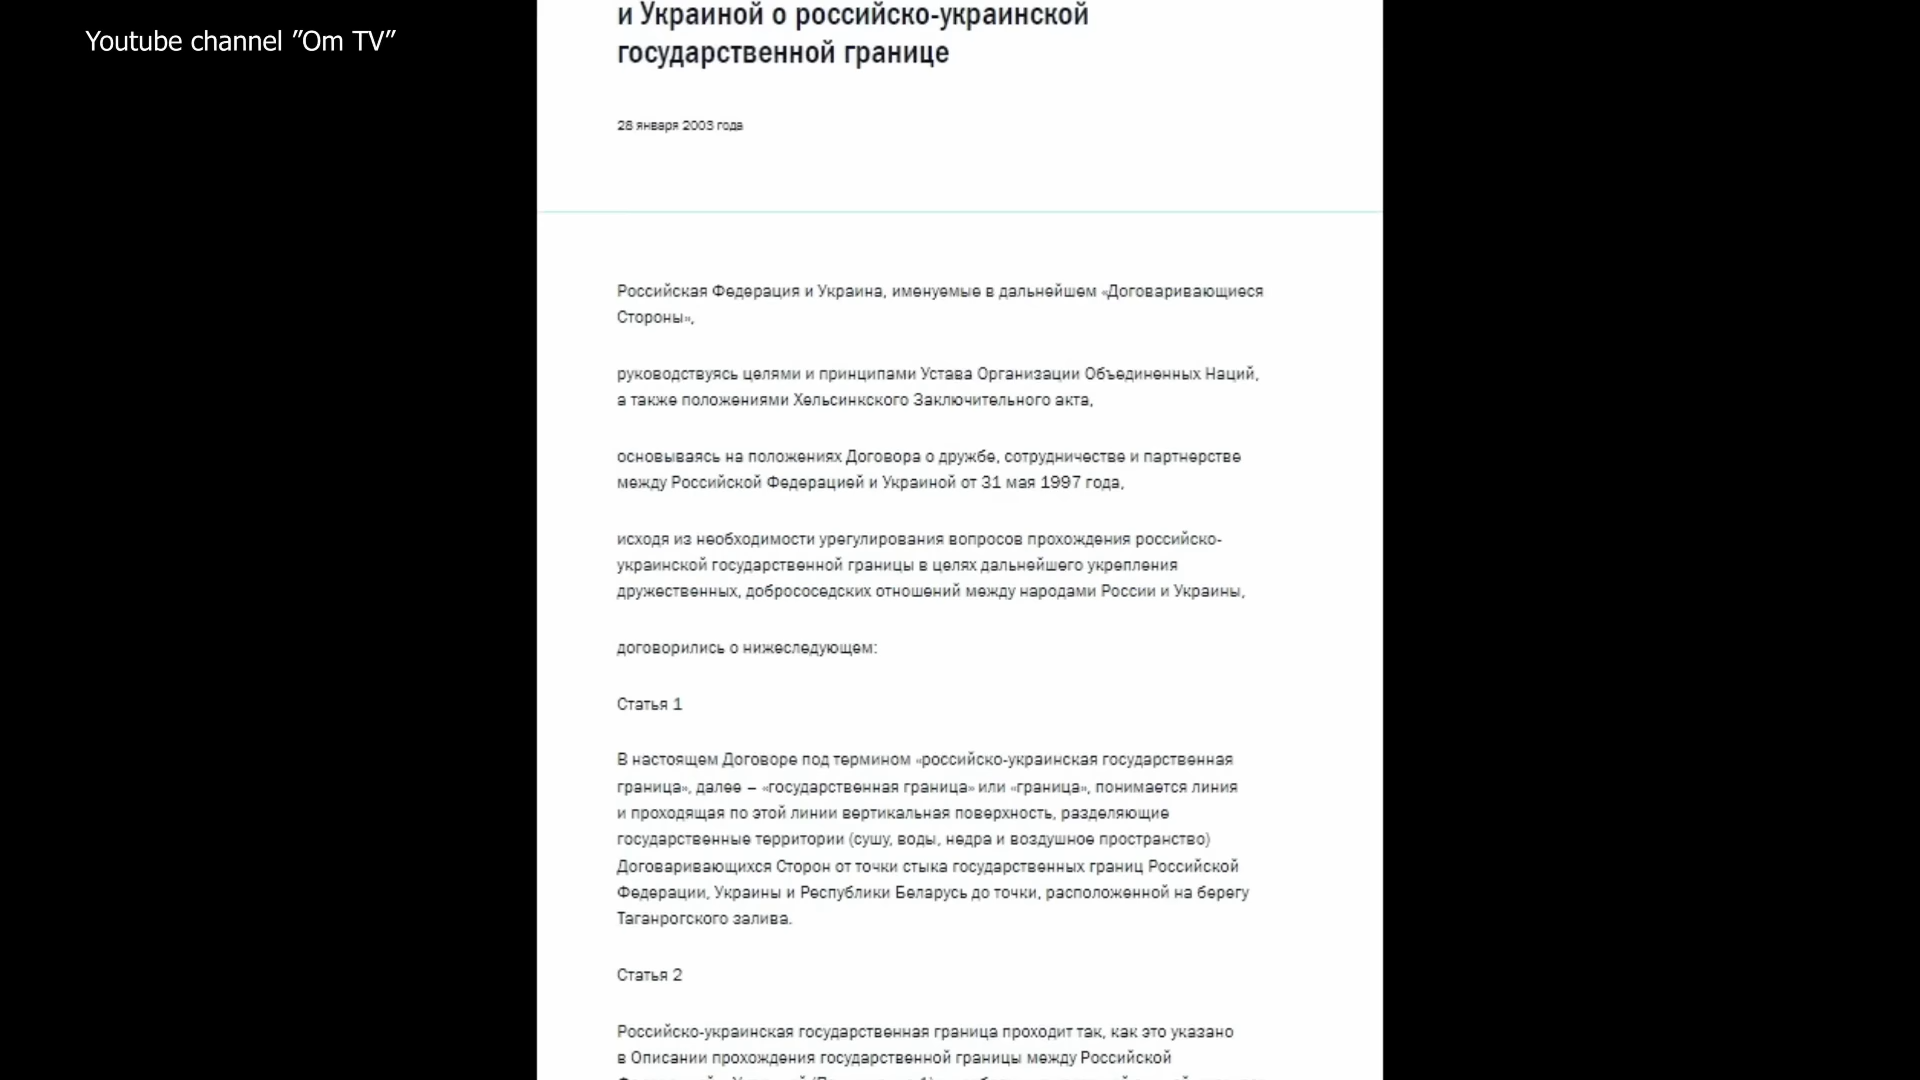 Youtube channel "Om TV"
и Украиной о российско-украинской
государственной границе
28 января 2003 года
Российская Федерация и Украина, именуемые в дальнейшем «Договаривающиеся
Стороны»,
руководствуясь целями и принципами Устава Организации Объединенных Наций,
а также положениями Хельсинкского Заключительного акта,
основываясь на положениях Договора о дружбе, сотрудничестве и партнерстве
между Российской Федерацией и Украиной от 31 мая 1997 года,
исходя из необходимости урегулирования вопросов прохождения российско-
украинской государственной границы в целях дальнейшего укрепления
дружественных, добрососедских отношений между народами России и Украины,
договорились о нижеследующем:
Статья 1
В настоящем Договоре под термином «российско-украинская государственная
граница», далее – «государственная граница» или «граница», понимается линия
и проходящая по этой линии вертикальная поверхность, разделяющие
государственные территории (сушу, воды, недра и воздушное пространство)
Договаривающихся Сторон от точки стыка государственных границ Российской
Федерации, Украины и Республики Беларусь до точки, расположенной на берегу
Таганрогского залива.
Статья 2
Российско-украинская государственная граница проходит так, как это указано
в Описании прохождения государственной границы между Российской